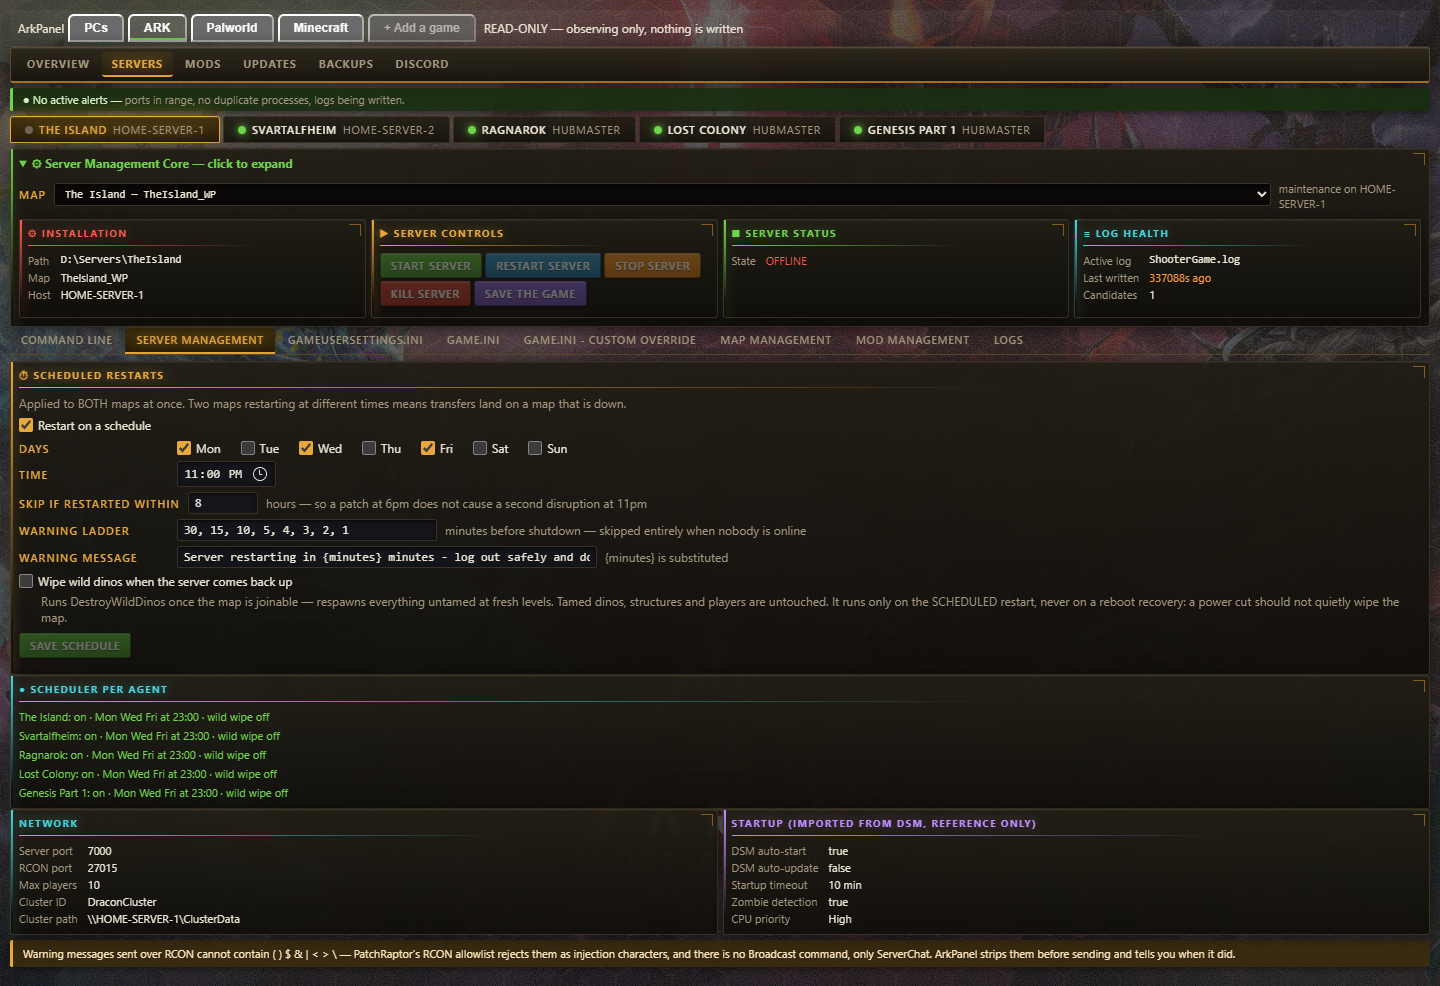 ArkPanel PCs ARK Palworld Minecraft + Add a game READ-ONLY — observing only, nothing is written
OVERVIEW SERVERS MODS UPDATES BACKUPS DISCORD
● No active alerts — ports in range, no duplicate processes, logs being written.
THE ISLAND HOME-SERVER-1 SVARTALFHEIM HOME-SERVER-2 RAGNAROK HUBMASTER LOST COLONY HUBMASTER GENESIS PART 1 HUBMASTER
▼ ⚙ Server Management Core — click to expand
MAP The Island — TheIsland_WP maintenance on HOME-
SERVER-1
⚙ INSTALLATION
Path D:\Servers\TheIsland
Map TheIsland_WP
Host HOME-SERVER-1
▶ SERVER CONTROLS
START SERVER RESTART SERVER STOP SERVER
KILL SERVER SAVE THE GAME
■ SERVER STATUS
State OFFLINE
≡ LOG HEALTH
Active log ShooterGame.log
Last written 337088s ago
Candidates 1
COMMAND LINE SERVER MANAGEMENT GAMEUSERSETTINGS.INI GAME.INI GAME.INI - CUSTOM OVERRIDE MAP MANAGEMENT MOD MANAGEMENT LOGS
⏱ SCHEDULED RESTARTS
Applied to BOTH maps at once. Two maps restarting at different times means transfers land on a map that is down.
Restart on a schedule
DAYS Mon Tue Wed Thu Fri Sat Sun
TIME 11:00 PM
SKIP IF RESTARTED WITHIN 8 hours — so a patch at 6pm does not cause a second disruption at 11pm
WARNING LADDER 30, 15, 10, 5, 4, 3, 2, 1 minutes before shutdown — skipped entirely when nobody is online
WARNING MESSAGE Server restarting in {minutes} minutes - log out safely and do {minutes} is substituted
Wipe wild dinos when the server comes back up
Runs DestroyWildDinos once the map is joinable — respawns everything untamed at fresh levels. Tamed dinos, structures and players are untouched. It runs only on the SCHEDULED restart, never on a reboot recovery: a power cut should not quietly wipe the
map.
SAVE SCHEDULE
● SCHEDULER PER AGENT
The Island: on · Mon Wed Fri at 23:00 · wild wipe off
Svartalfheim: on · Mon Wed Fri at 23:00 · wild wipe off
Ragnarok: on · Mon Wed Fri at 23:00 · wild wipe off
Lost Colony: on · Mon Wed Fri at 23:00 · wild wipe off
Genesis Part 1: on · Mon Wed Fri at 23:00 · wild wipe off
NETWORK
Server port 7000
RCON port 27015
Max players 10
Cluster ID DraconCluster
Cluster path \\HOME-SERVER-1\ClusterData
STARTUP (IMPORTED FROM DSM, REFERENCE ONLY)
DSM auto-start true
DSM auto-update false
Startup timeout 10 min
Zombie detection true
CPU priority High
Warning messages sent over RCON cannot contain ( ) $ & | < > \ — PatchRaptor's RCON allowlist rejects them as injection characters, and there is no Broadcast command, only ServerChat. ArkPanel strips them before sending and tells you when it did.